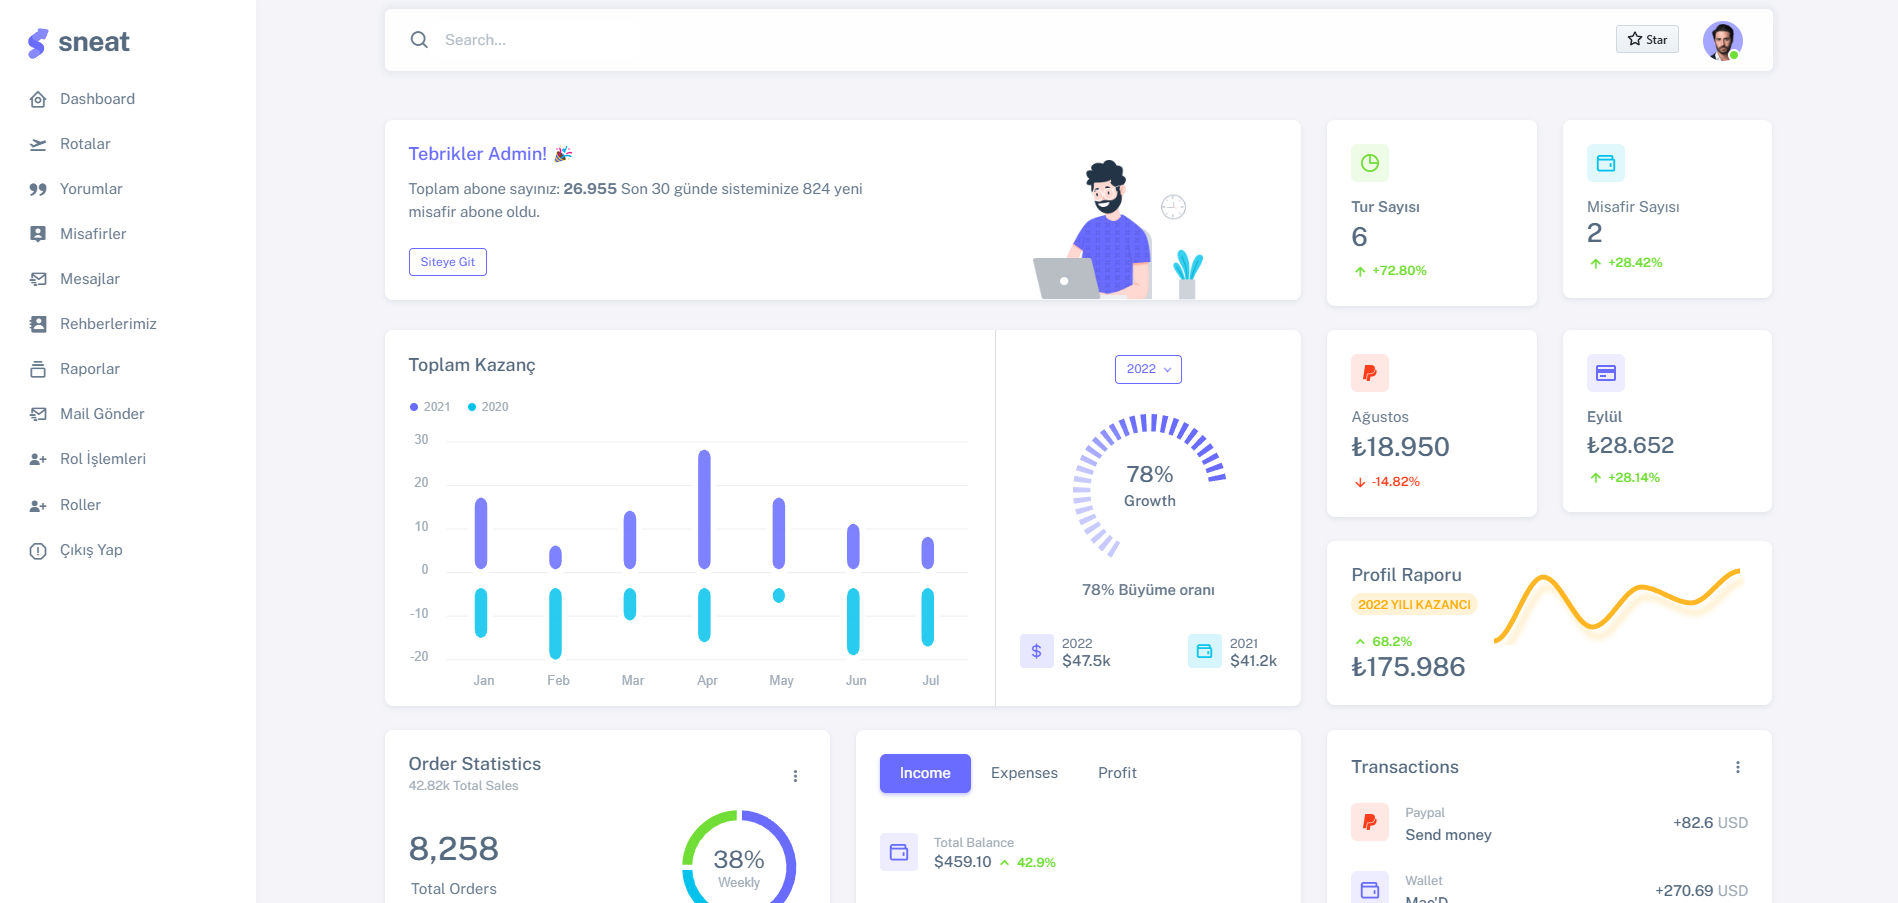 sneat
Dashboard
Rotalar
Yorumlar
Misafirler
Mesajlar
Rehberlerimiz
Raporlar
Mail Gönder
Rol İşlemleri
Roller
Çıkış Yap
Search...
Star
Tebrikler Admin! 🎉
Toplam abone sayınız: 26.955 Son 30 günde sisteminize 824 yeni
misafir abone oldu.
Siteye Git
Tur Sayısı
6
+72.80%
Misafir Sayısı
2
+28.42%
Toplam Kazanç
2021 2020
30
20
10
0
-10
-20
Jan Feb Mar Apr May Jun Jul
2022
78%
Growth
78% Büyüme oranı
2022
$47.5k
2021
$41.2k
Ağustos
₺18.950
-14.82%
Eylül
₺28.652
+28.14%
Profil Raporu
2022 YILI KAZANCI
68.2%
₺175.986
Order Statistics
42.82k Total Sales
8,258
Total Orders
38%
Weekly
Income Expenses Profit
Total Balance
$459.10 42.9%
Transactions
Paypal
Send money
+82.6 USD
Wallet
Mac'D
+270.69 USD